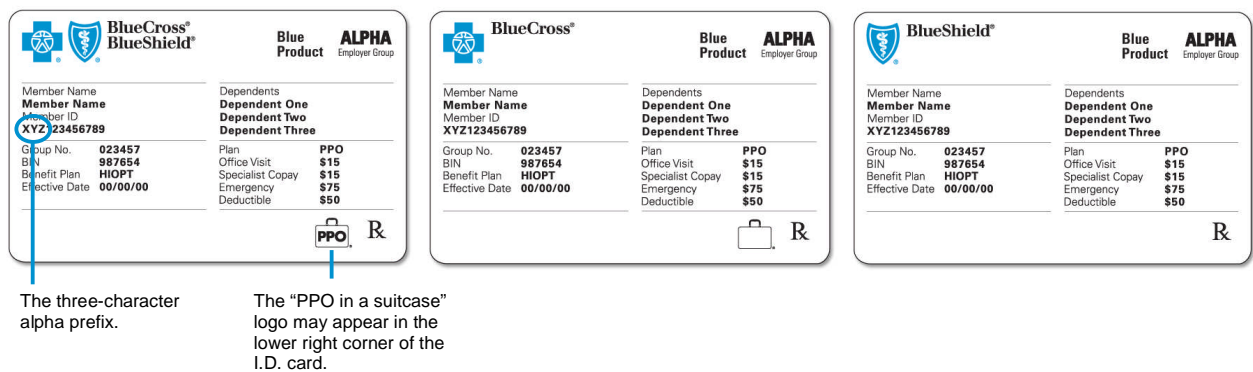 BlueCross®
BlueShield®
Blue
Product
ALPHA
Employer Group
Member Name
Member Name
Member ID
XYZ123456789
Dependents
Dependent One
Dependent Two
Dependent Three
Group No. 023457
BIN 987654
Benefit Plan HIOPT
Effective Date 00/00/00
Plan PPO
Office Visit $15
Specialist Copay $15
Emergency $75
Deductible $50
PPO ℞
The three-character
alpha prefix.
The “PPO in a suitcase”
logo may appear in the
lower right corner of the
I.D. card.
BlueCross®
Blue
Product
ALPHA
Employer Group
Member Name
Member Name
Member ID
XYZ123456789
Dependents
Dependent One
Dependent Two
Dependent Three
Group No. 023457
BIN 987654
Benefit Plan HIOPT
Effective Date 00/00/00
Plan PPO
Office Visit $15
Specialist Copay $15
Emergency $75
Deductible $50
℞
BlueShield®
Blue
Product
ALPHA
Employer Group
Member Name
Member Name
Member ID
XYZ123456789
Dependents
Dependent One
Dependent Two
Dependent Three
Group No. 023457
BIN 987654
Benefit Plan HIOPT
Effective Date 00/00/00
Plan PPO
Office Visit $15
Specialist Copay $15
Emergency $75
Deductible $50
℞